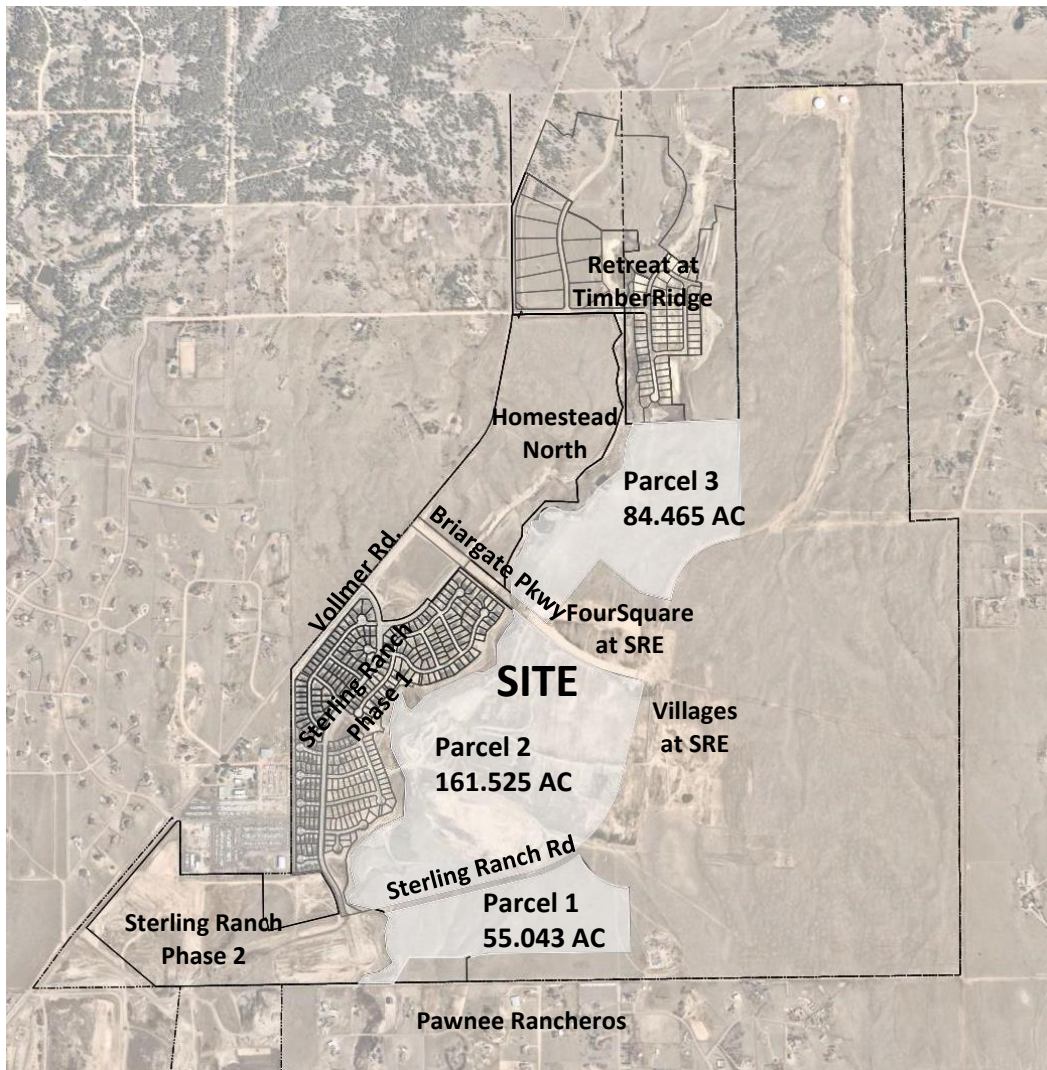 Retreat at
TimberRidge
Homestead
North
Parcel 3
84.465 AC
Vollmer Rd.
Briargate Pkwy
FourSquare
at SRE
Sterling Ranch
Phase 1
SITE
Villages
at SRE
Parcel 2
161.525 AC
Sterling Ranch Rd
Parcel 1
55.043 AC
Sterling Ranch
Phase 2
Pawnee Rancheros